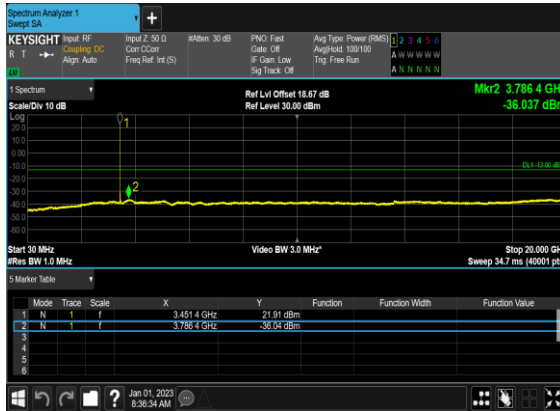 Spectrum Analyzer 1
Swept SA
+
KEYSIGHT
R T
Input: RF
Coupling: DC
Align: Auto
Input Z: 50 Ω
Corr CCorr
Freq Ref: Int (S)
#Atten: 30 dB
PNO: Fast
Gate: Off
IF Gain: Low
Sig Track: Off
Avg Type: Power (RMS)
Avg|Hold: 100/100
Trig: Free Run
1 2 3 4 5 6
A W W W W W
A N N N N N
1 Spectrum
Scale/Div 10 dB
Ref Lvl Offset 18.67 dB
Ref Level 30.00 dBm
Mkr2 3.786 4 GH
-36.037 dB
Log
20.0
10.0
0.00
-10.0
-20.0
-30.0
-40.0
-50.0
-60.0
1
2
DL1 -13.00 dB
Start 30 MHz
#Res BW 1.0 MHz
Video BW 3.0 MHz*
Stop 20.000 GH
Sweep 34.7 ms (40001 pt
5 Marker Table
Mode Trace Scale X Y Function Function Width Function Value
1 N 1 f 3.451 4 GHz 21.91 dBm
2 N 1 f 3.786 4 GHz -36.04 dBm
3
4
5
6
?
Jan 01, 2023
8:36:34 AM